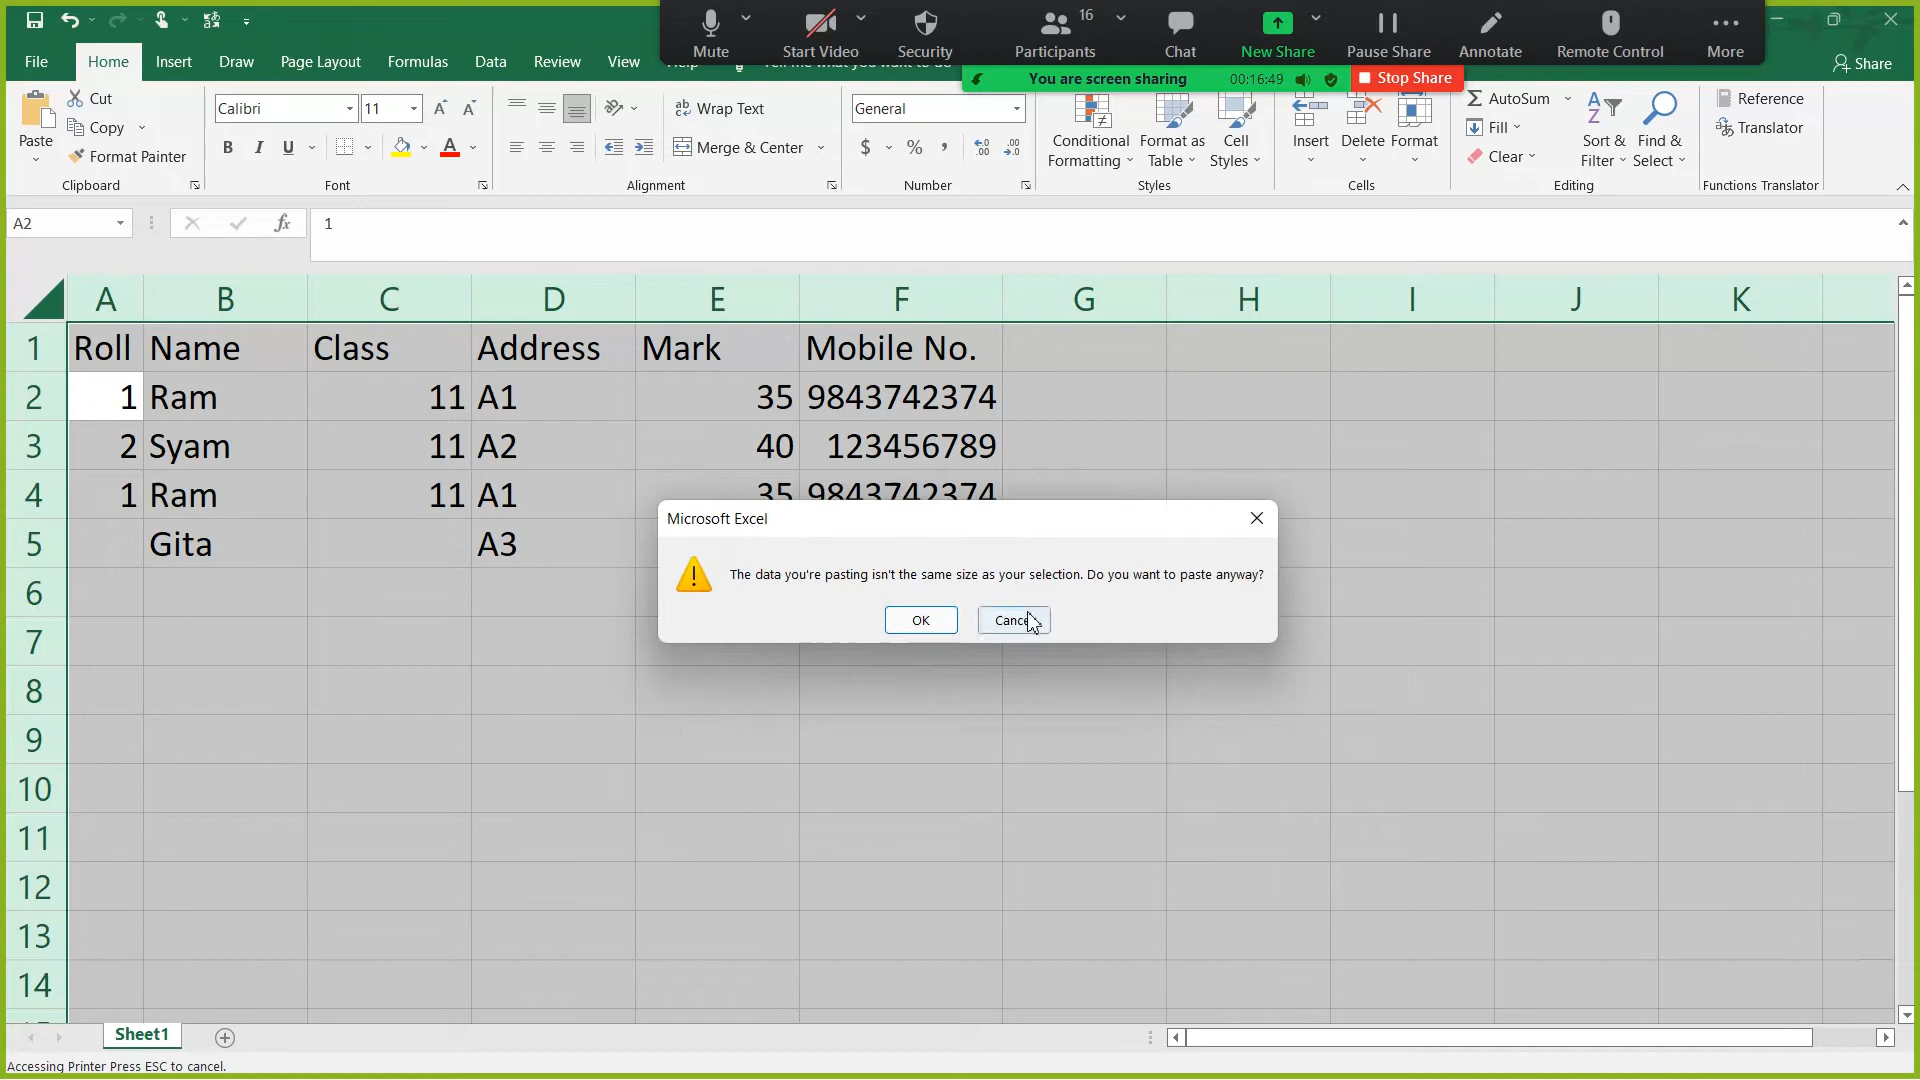 Mute
Start Video
Security
Participants
16
Chat
New Share
Pause Share
Annotate
Remote Control
More
You are screen sharing
00:16:49
Stop Share
File
Home
Insert
Draw
Page Layout
Formulas
Data
Review
View
Share
Paste
Cut
Copy
Format Painter
Clipboard
Calibri
11
B I U
Font
Wrap Text
Merge & Center
Alignment
General
$ % ,
Number
Conditional Formatting
Format as Table
Cell Styles
Styles
Insert
Delete
Format
Cells
AutoSum
Fill
Clear
Sort & Filter
Find & Select
Editing
Reference
Translator
Functions Translator
A2
fx
1
A B C D E F G H I J K
1 Roll Name Class Address Mark Mobile No.
2 1 Ram 11 A1 35 9843742374
3 2 Syam 11 A2 40 123456789
4 1 Ram 11 A1 35 9843742374
5 Gita A3
6
7
8
9
10
11
12
13
14
Microsoft Excel
The data you're pasting isn't the same size as your selection. Do you want to paste anyway?
OK
Cancel
Sheet1
Accessing Printer Press ESC to cancel.